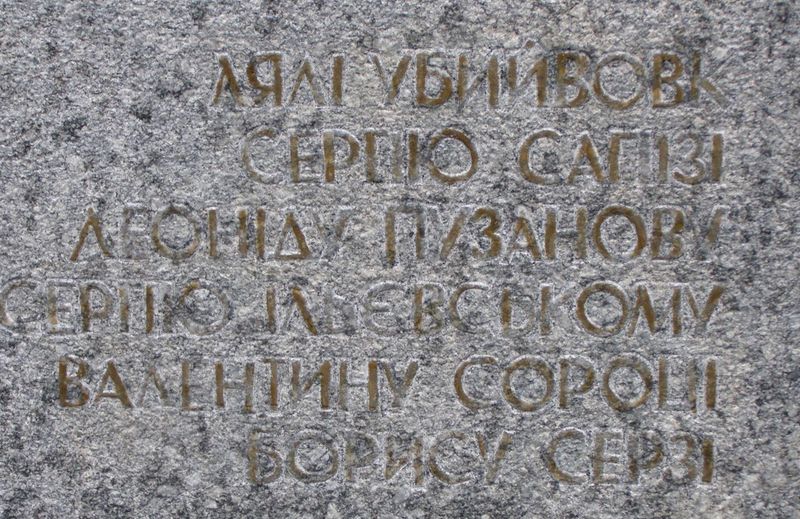 ЛЯЛІ УБИЙВОВК
СЕРГІЮ САПІЗІ
ЛЕОНІДУ ПУЗАНОВУ
СЕРГІЮ ІЛЬЄВСЬКОМУ
ВАЛЕНТИНУ СОРОЦІ
БОРИСУ СЕРЗІ